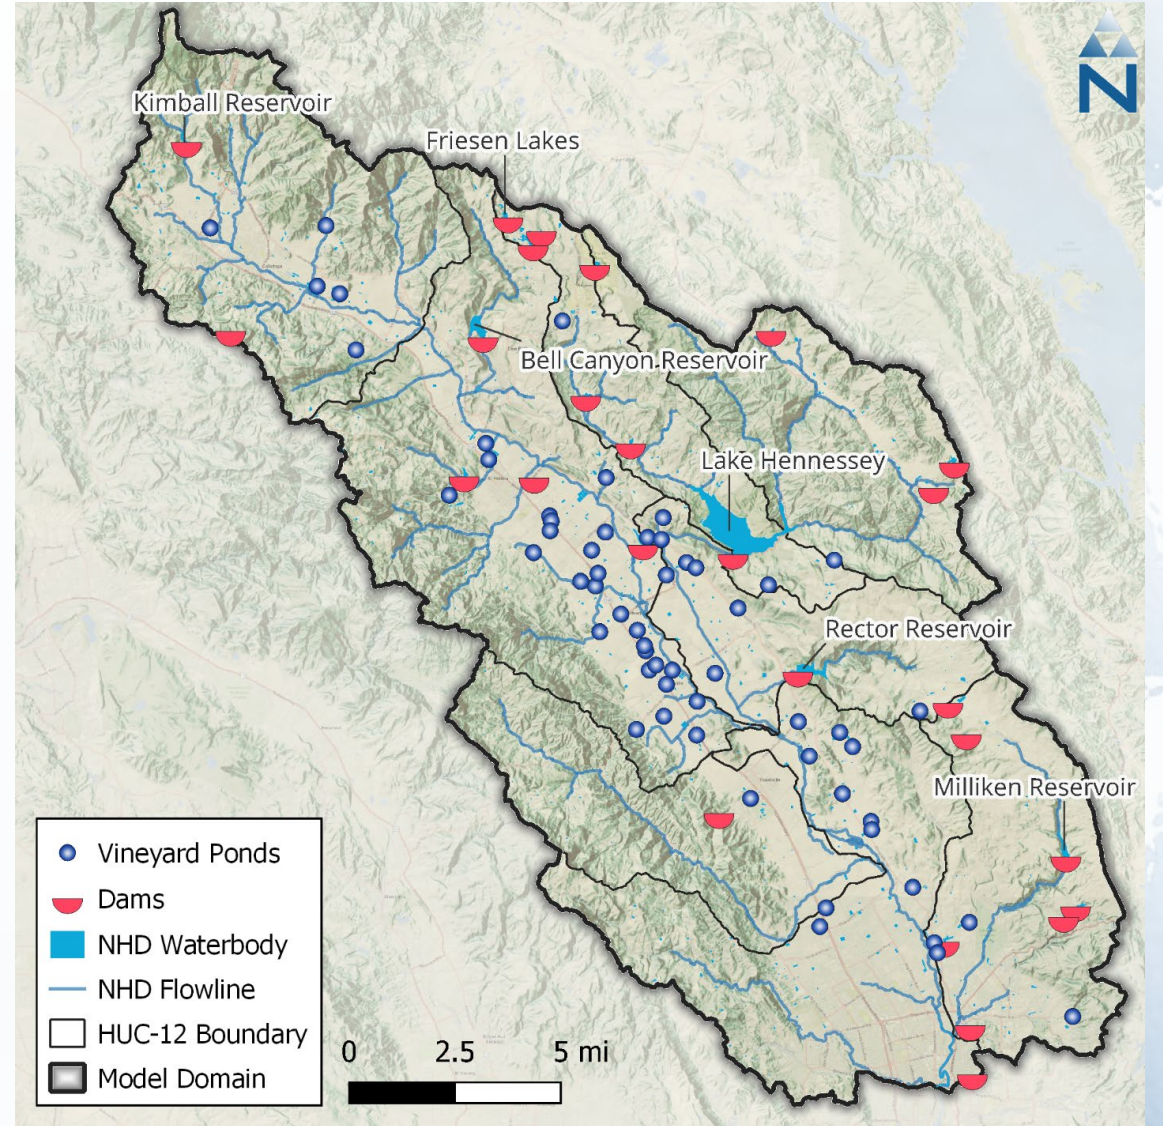 N
Kimball Reservoir
Friesen Lakes
Bell Canyon Reservoir
Lake Hennessey
Rector Reservoir
Milliken Reservoir
Vineyard Ponds
Dams
NHD Waterbody
NHD Flowline
HUC-12 Boundary
Model Domain
0 2.5 5 mi